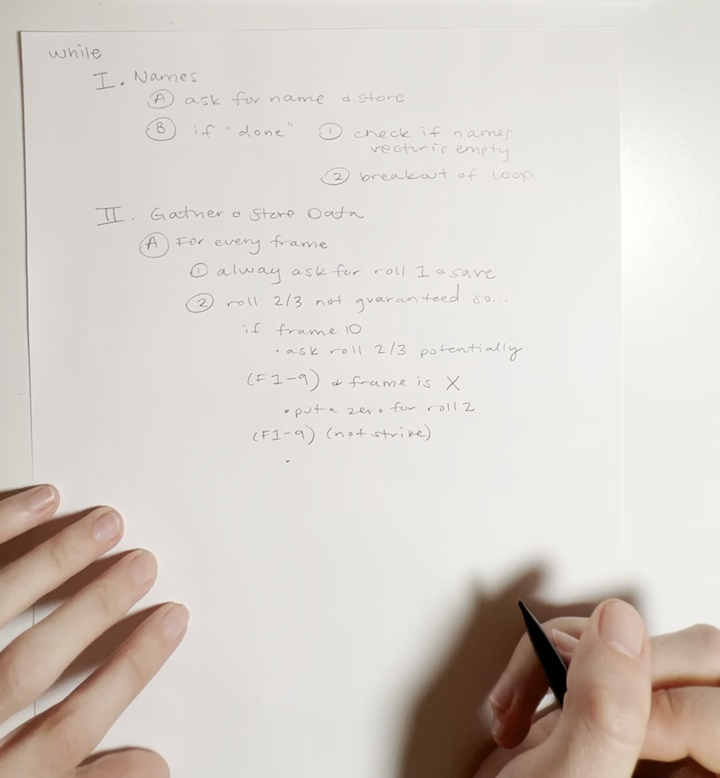 while
I. Names
(A) ask for name & store
(B) if "done" (1) check if names
vector is empty
(2) breakout of loop
II. Gather & Store Data
(A) For every frame
(1) alway ask for roll 1 & save
(2) roll 2/3 not guaranteed so...
if frame 10
• ask roll 2/3 potentially
(F1-9) & frame is X
• put a zero for roll 2
(F1-9) (not strike)
•